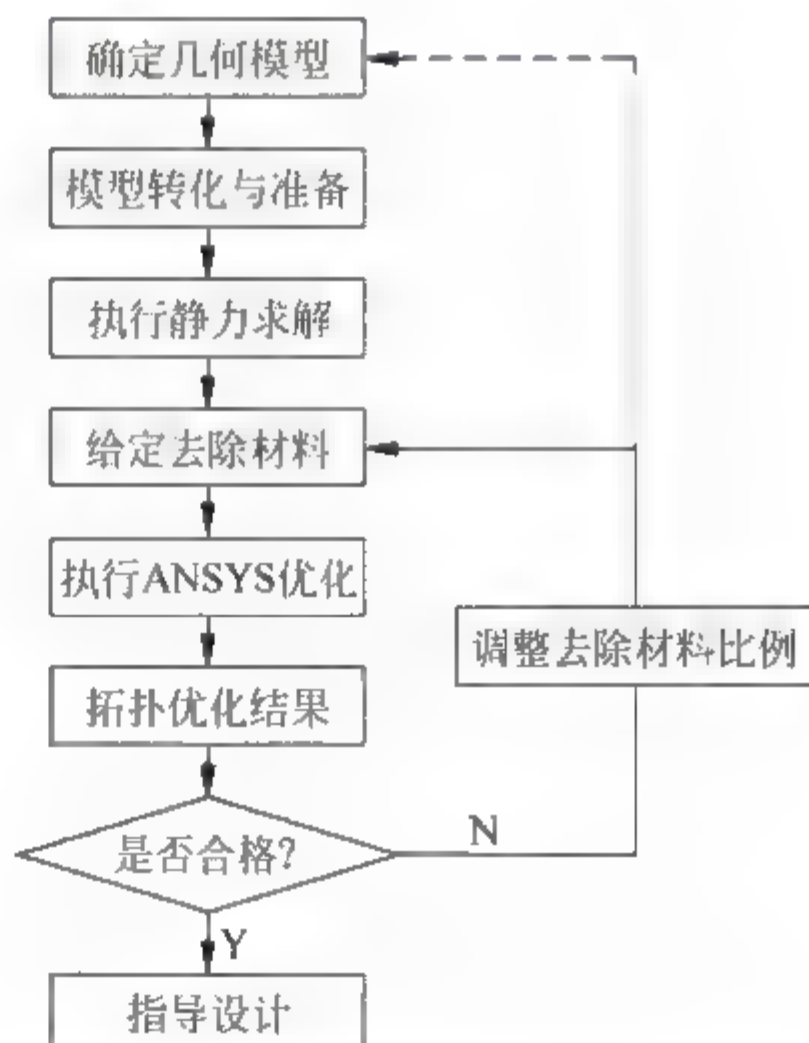 确定几何模型
模型转化与准备
执行静力求解
给定去除材料
执行ANSYS优化
调整去除材料比例
拓扑优化结果
是否合格?
N
Y
指导设计